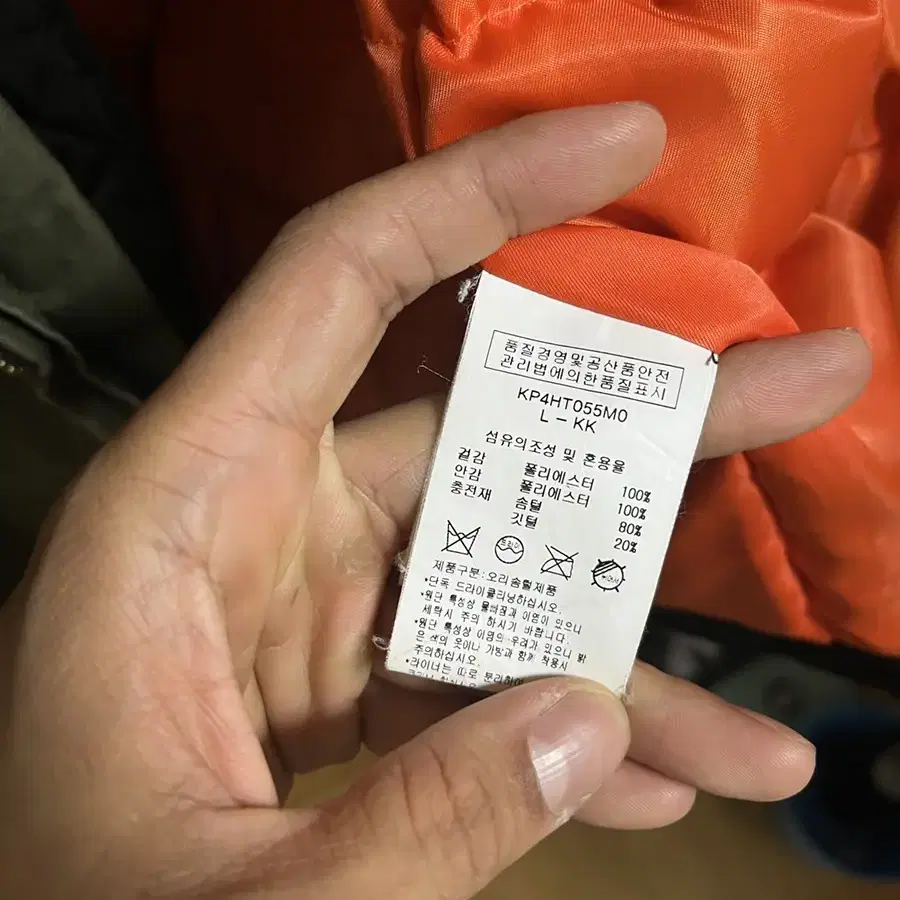 품질경영및공산품안전
관리법에의한품질표시
KP4HT055M0
L - KK
섬유의조성 및 혼용율
겉감 폴리에스터 100%
안감 폴리에스터 100%
충전재 솜털 80%
깃털 20%
드라이
제품구분:오리솜털제품
*단독 드라이클리닝하십시오.
*원단 특성상 물버짐과 이염이 있으니
세탁시 주의 하시기 바랍니다.
*원단 특성상 이염의 우려가 있으니 밝
은 색의 옷이나 가방과 함께 착용시
주의하십시오.
*라이너는 따로 분리하여